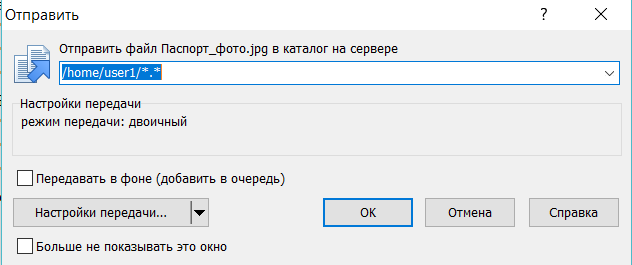 Отправить
?
Отправить файл Паспорт_фото.jpg в каталог на сервере
/home/user1/*.*
Настройки передачи
режим передачи: двоичный
Передавать в фоне (добавить в очередь)
Настройки передачи...
ОК
Отмена
Справка
Больше не показывать это окно